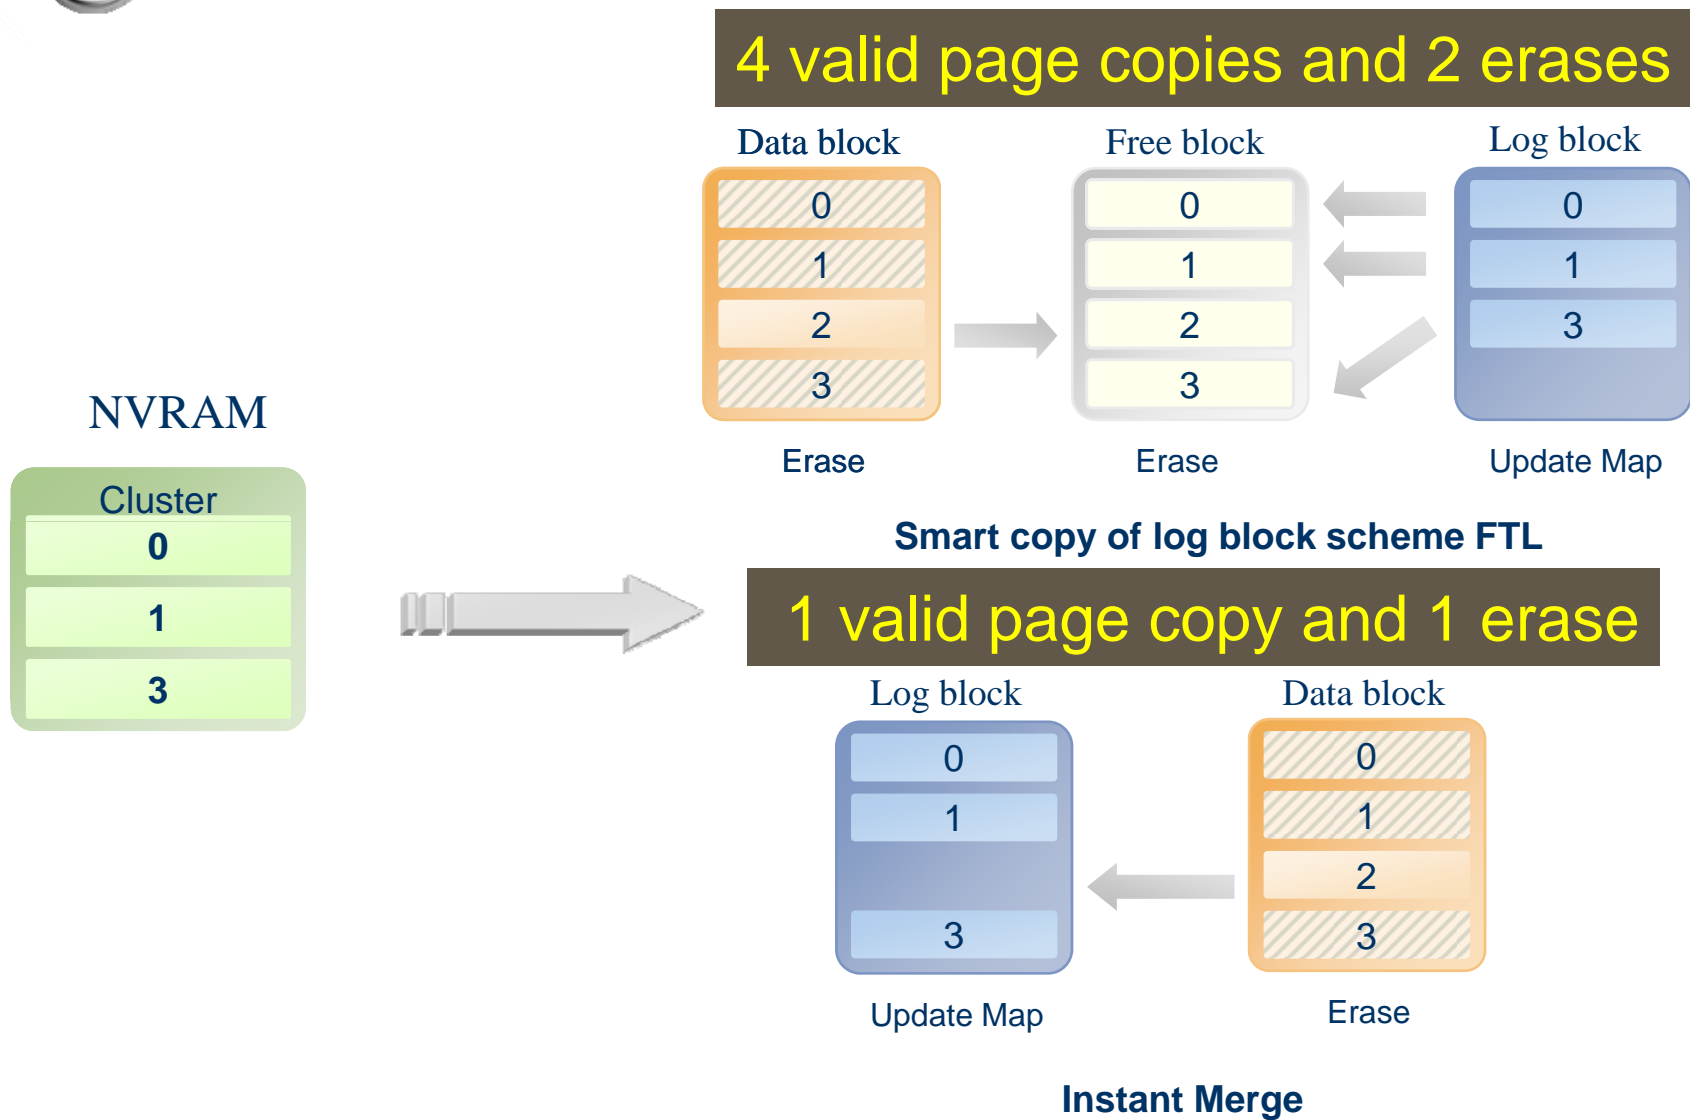 4 valid page copies and 2 erases
Data block
Free block
Log block
0
0
0
1
1
1
2
2
3
3
3
Erase
Erase
Update Map
Smart copy of log block scheme FTL
NVRAM
Cluster
0
1
3
1 valid page copy and 1 erase
Log block
Data block
0
0
1
1
2
3
3
Update Map
Erase
Instant Merge